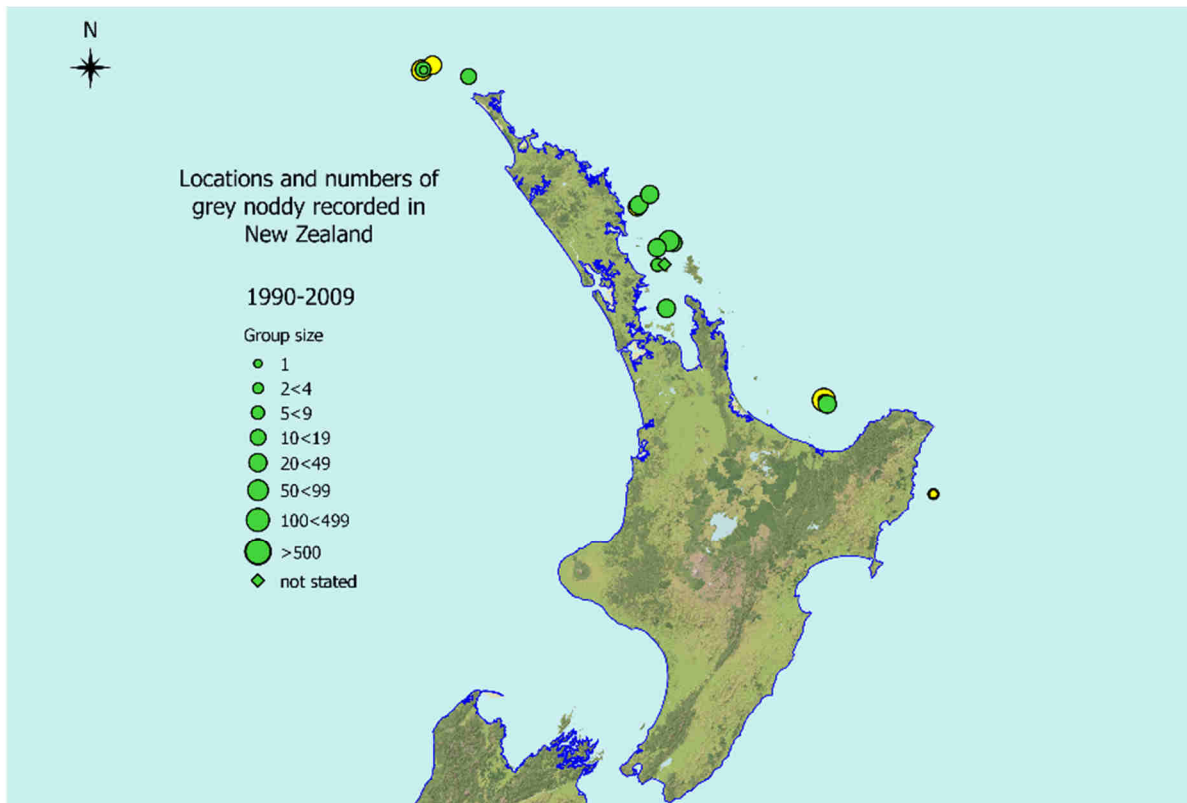 N
Locations and numbers of
grey noddy recorded in
New Zealand
1990-2009
Group size
1
2<4
5<9
10<19
20<49
50<99
100<499
>500
not stated